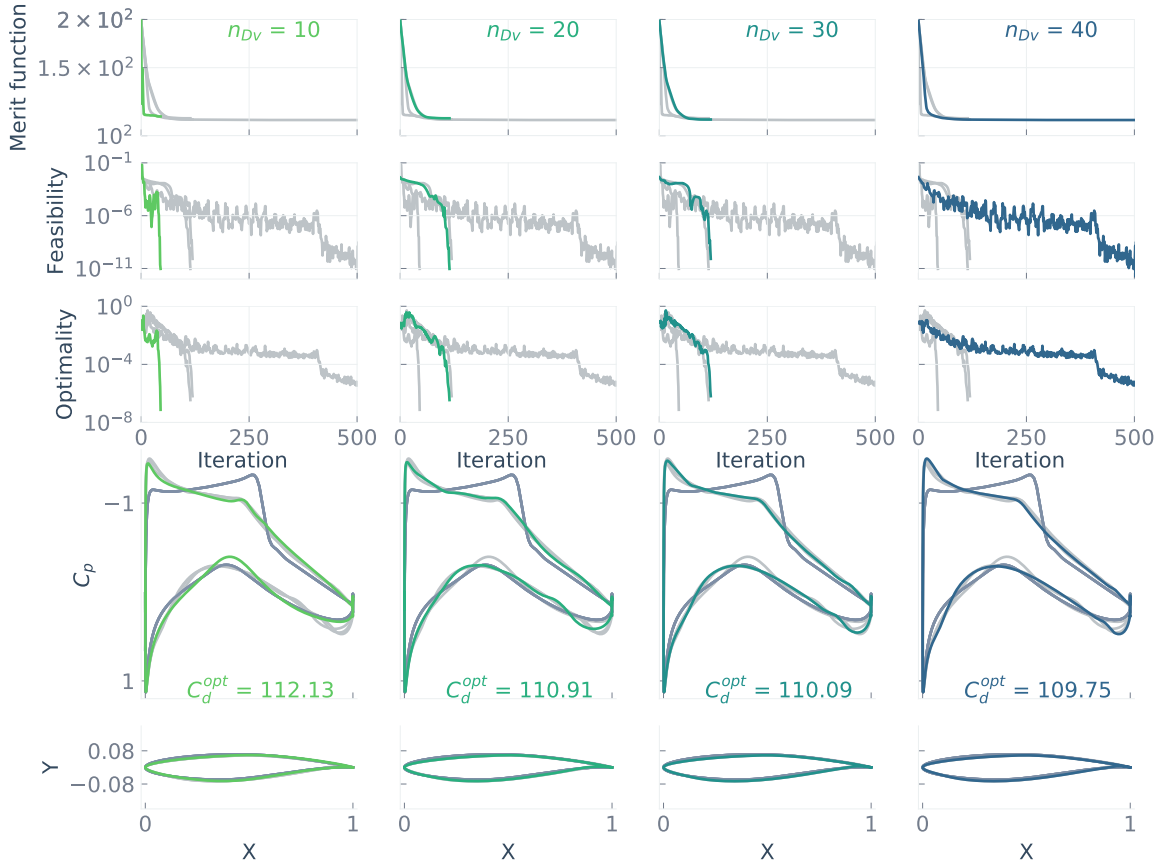 Merit function
2 × 10²
1.5 × 10²
10²
n_Dv = 10
n_Dv = 20
n_Dv = 30
n_Dv = 40
Feasibility
10⁻¹
10⁻⁶
10⁻¹¹
Optimality
10⁰
10⁻⁴
10⁻⁸
0 250 500
0 250 500
0 250 500
0 250 500
Iteration
Iteration
Iteration
Iteration
C_p
−1
1
C_d^opt = 112.13
C_d^opt = 110.91
C_d^opt = 110.09
C_d^opt = 109.75
Y
0.08
−0.08
0 1
0 1
0 1
0 1
X
X
X
X